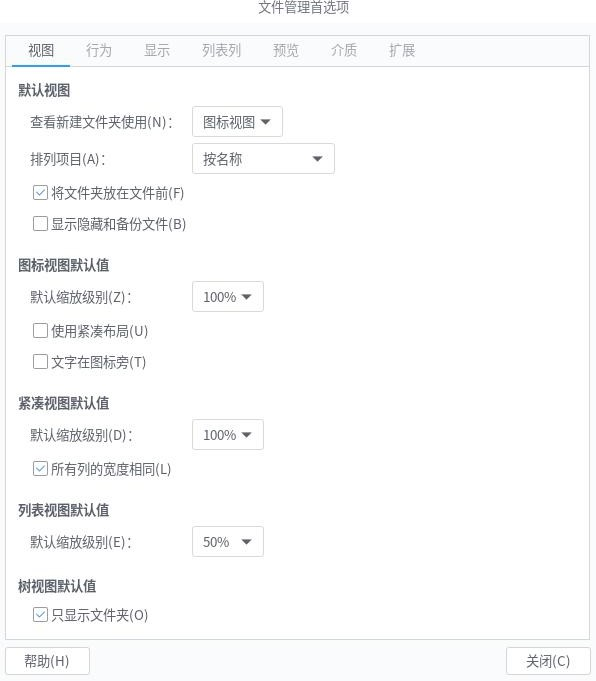 文件管理首选项
视图 行为 显示 列表列 预览 介质 扩展
默认视图
查看新建文件夹使用(N)： 图标视图
排列项目(A)： 按名称
将文件夹放在文件前(F)
显示隐藏和备份文件(B)
图标视图默认值
默认缩放级别(Z)： 100%
使用紧凑布局(U)
文字在图标旁(T)
紧凑视图默认值
默认缩放级别(D)： 100%
所有列的宽度相同(L)
列表视图默认值
默认缩放级别(E)： 50%
树视图默认值
只显示文件夹(O)
帮助(H) 关闭(C)